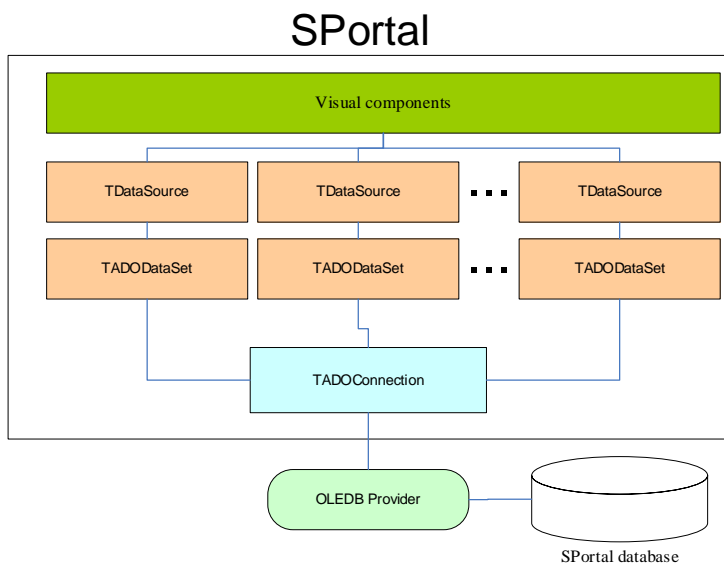 SPortal
Visual components
TDataSource
TDataSource
TDataSource
TADODataSet
TADODataSet
TADODataSet
TADOConnection
OLEDB Provider
SPortal database